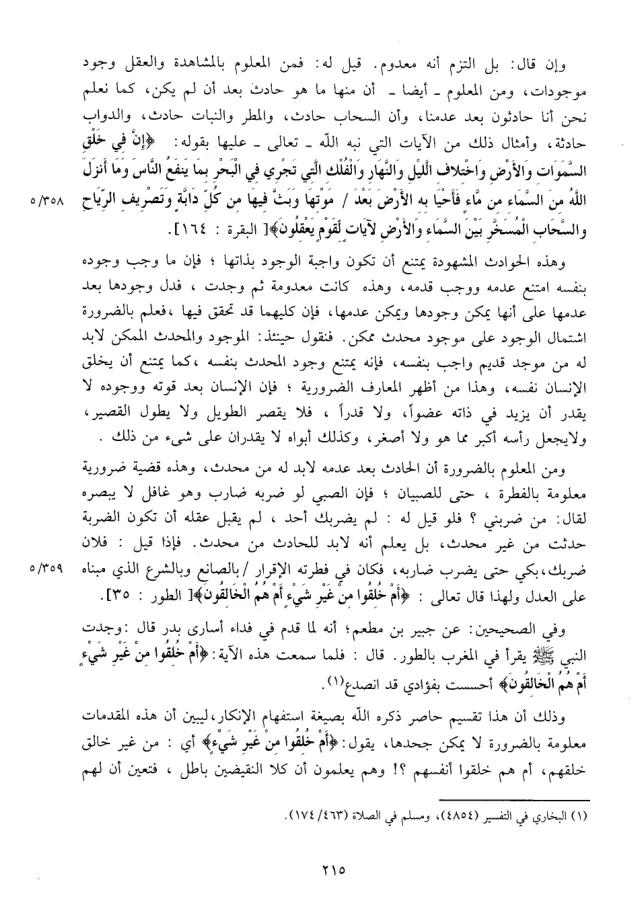 وإن قال: بل التزم أنه معدوم. قيل له: فمن المعلوم بالمشاهدة والعقل وجود
موجودات، ومن المعلوم ـ أيضا ـ أن منها ما هو حادث بعد أن لم يكن، كما نعلم
نحن أنا حادثون بعد عدمنا، وأن السحاب حادث، والمطر والنبات حادث، والدواب
حادثة، وأمثال ذلك من الآيات التي نبه الله ـ تعالى ـ عليها بقوله: ﴿إِنَّ فِي خَلْقِ
السَّمَوَات وَالأَرْضِ وَاخْتِلاف اللَّيْلِ وَالنَّهَارِ وَالْفُلْكِ الَّتِي تَجْرِي فِي الْبَحْرِ بِمَا يَنفَعُ النَّاسَ وَمَا أَنزَلَ
اللَّهُ مِنَ السَّمَاء مِن مَّاءٍ فَأَحْيَا بِهِ الأَرْضَ بَعْدَ / مَوْتِهَا وَبَثَّ فِيهَا مِن كُلِّ دَابَّةٍ وَتَصْرِيفِ الرِّيَاحِ ٥/٣٥٨
وَالسَّحَابِ الْمُسَخَّرِ بَيْنَ السَّمَاءِ وَالأَرْضِ لآيَاتٍ لِّقَوْمٍ يَعْقِلُونَ﴾[ البقرة : ١٦٤ ].
وهذه الحوادث المشهودة يمتنع أن تكون واجبة الوجود بذاتها ؛ فإن ما وجب وجوده
بنفسه امتنع عدمه ووجب قدمه، وهذه كانت معدومة ثم وجدت ، فدل وجودها بعد
عدمها على أنها يمكن وجودها ويمكن عدمها، فإن كليهما قد تحقق فيها ،فعلم بالضرورة
اشتمال الوجود على موجود محدث ممكن. فنقول حينئذ: الموجود والمحدث الممكن لابد
له من موجد قديم واجب بنفسه، فإنه يمتنع وجود المحدث بنفسه ،كما يمتنع أن يخلق
الإنسان نفسه، وهذا من أظهر المعارف الضرورية ؛ فإن الإنسان بعد قوته ووجوده لا
يقدر أن يزيد في ذاته عضواً، ولا قدراً ، فلا يقصر الطويل ولا يطول القصير،
ولايجعل رأسه أكبر مما هو ولا أصغر، وكذلك أبواه لا يقدران على شيء من ذلك .
ومن المعلوم بالضرورة أن الحادث بعد عدمه لابد له من محدث، وهذه قضية ضرورية
معلومة بالفطرة ، حتى للصبيان ؛ فإن الصبي لو ضربه ضارب وهو غافل لا يبصره
لقال: من ضربني ؟ فلو قيل له : لم يضربك أحد ، لم يقبل عقله أن تكون الضربة
حدثت من غير محدث، بل يعلم أنه لابد للحادث من محدث. فإذا قيل : فلان
ضربك،بكى حتى يضرب ضاربه، فكان في فطرته الإقرار /بالصانع وبالشرع الذي مبناه ٥/٣٥٩
على العدل ولهذا قال تعالى : ﴿أَمْ خُلِقُوا مِنْ غَيْرِ شَيْءٍ أَمْ هُمُ الْخَالِقُونَ﴾[ الطور : ٣٥].
وفي الصحيحين: عن جبير بن مطعم؛ أنه لما قدم في فداء أسارى بدر قال :وجدت
النبي ﷺ يقرأ في المغرب بالطور. قال : فلما سمعت هذه الآية:﴿أَمْ خُلِقُوا مِنْ غَيْرِ شَيْءٍ
أَمْ هُمُ الْخَالِقُونَ﴾ أحسست بفؤادي قد انصدع(١).
وذلك أن هذا تقسيم حاصر ذكره الله بصيغة استفهام الإنكار،ليبين أن هذه المقدمات
معلومة بالضرورة لا يمكن جحدها، يقول:﴿أَمْ خُلِقُوا مِنْ غَيْرِ شَيْءٍ﴾ أي : من غير خالق
خلقهم، أم هم خلقوا أنفسهم ؟! وهم يعلمون أن كلا النقيضين باطل ، فتعين أن لهم
(١) البخاري في التفسير (٤٨٥٤)، ومسلم في الصلاة (١٧٤/٤٦٣).
٢١٥